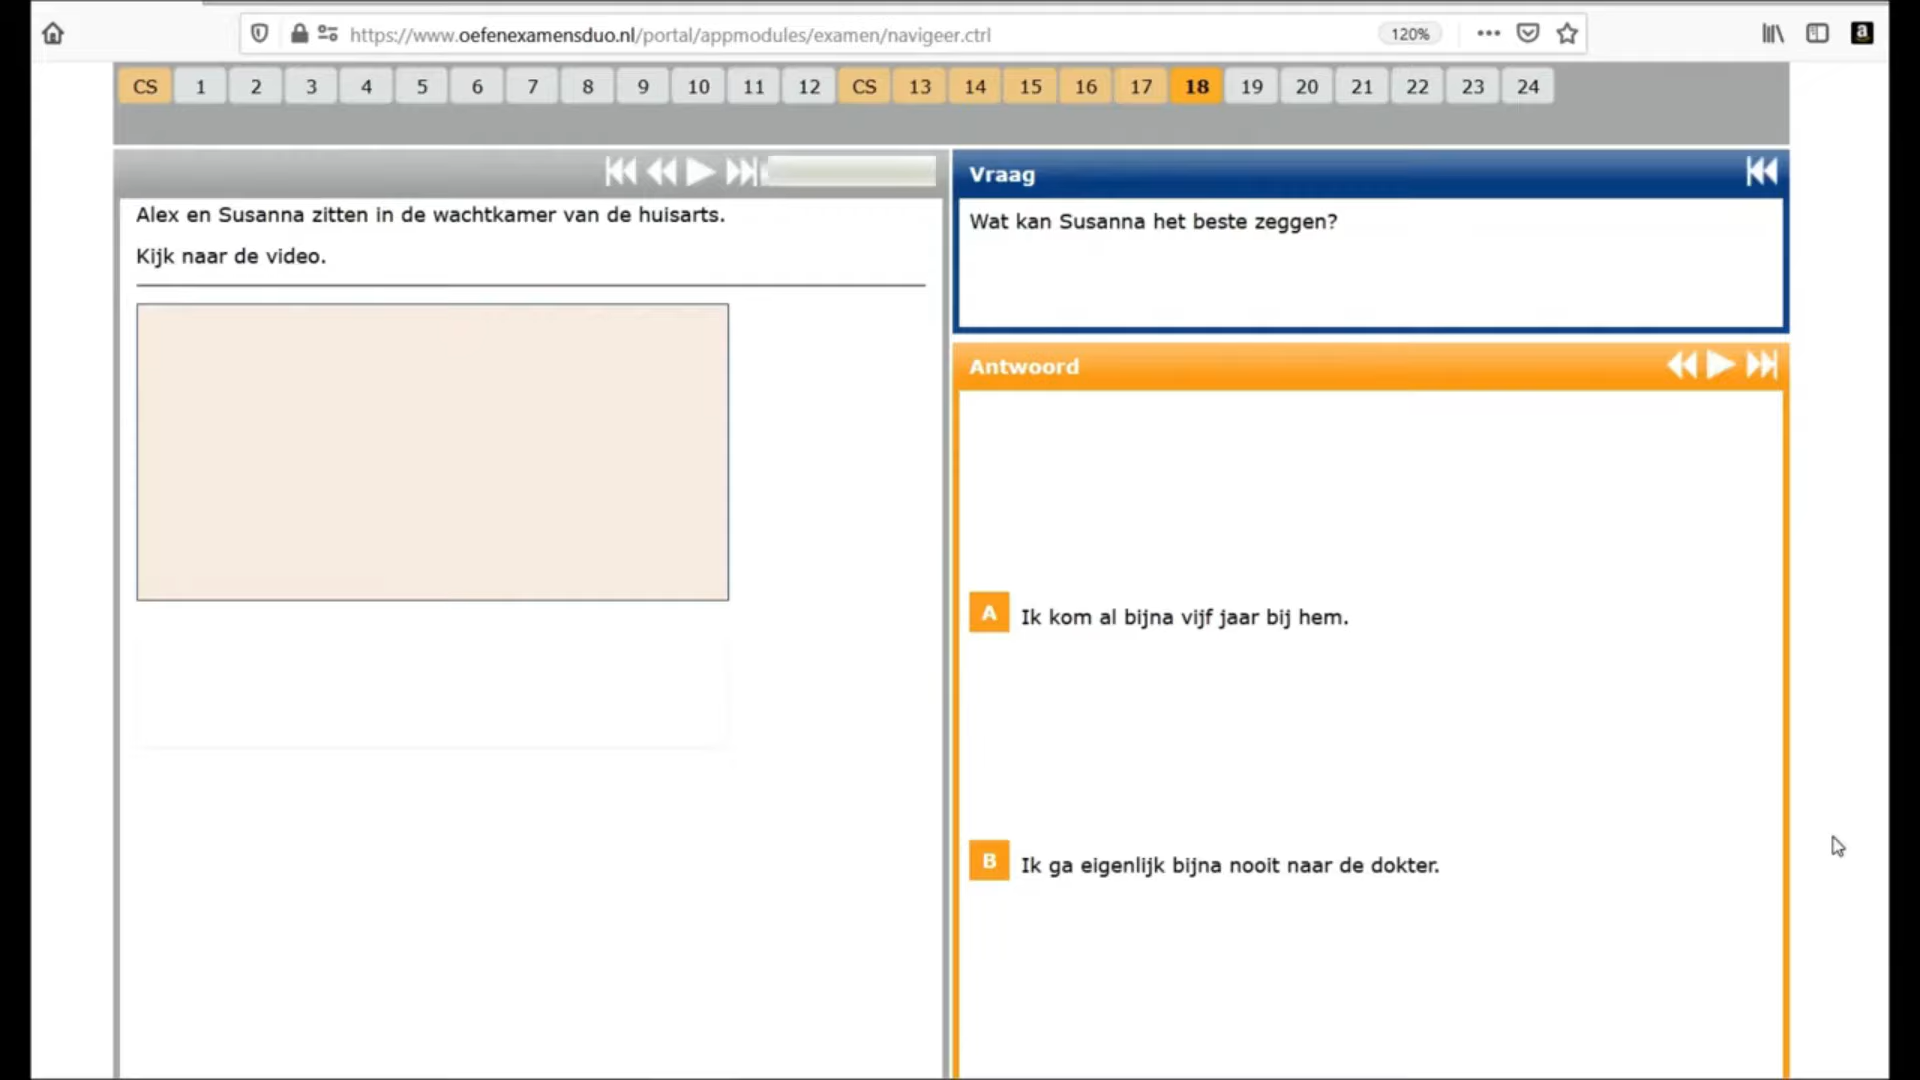 https://www.oefenexamensduo.nl/portal/appmodules/examen/navigeer.ctrl
120%
a
CS 1 2 3 4 5 6 7 8 9 10 11 12 CS 13 14 15 16 17 18 19 20 21 22 23 24
Alex en Susanna zitten in de wachtkamer van de huisarts.
Kijk naar de video.
Vraag
Wat kan Susanna het beste zeggen?
Antwoord
A Ik kom al bijna vijf jaar bij hem.
B Ik ga eigenlijk bijna nooit naar de dokter.